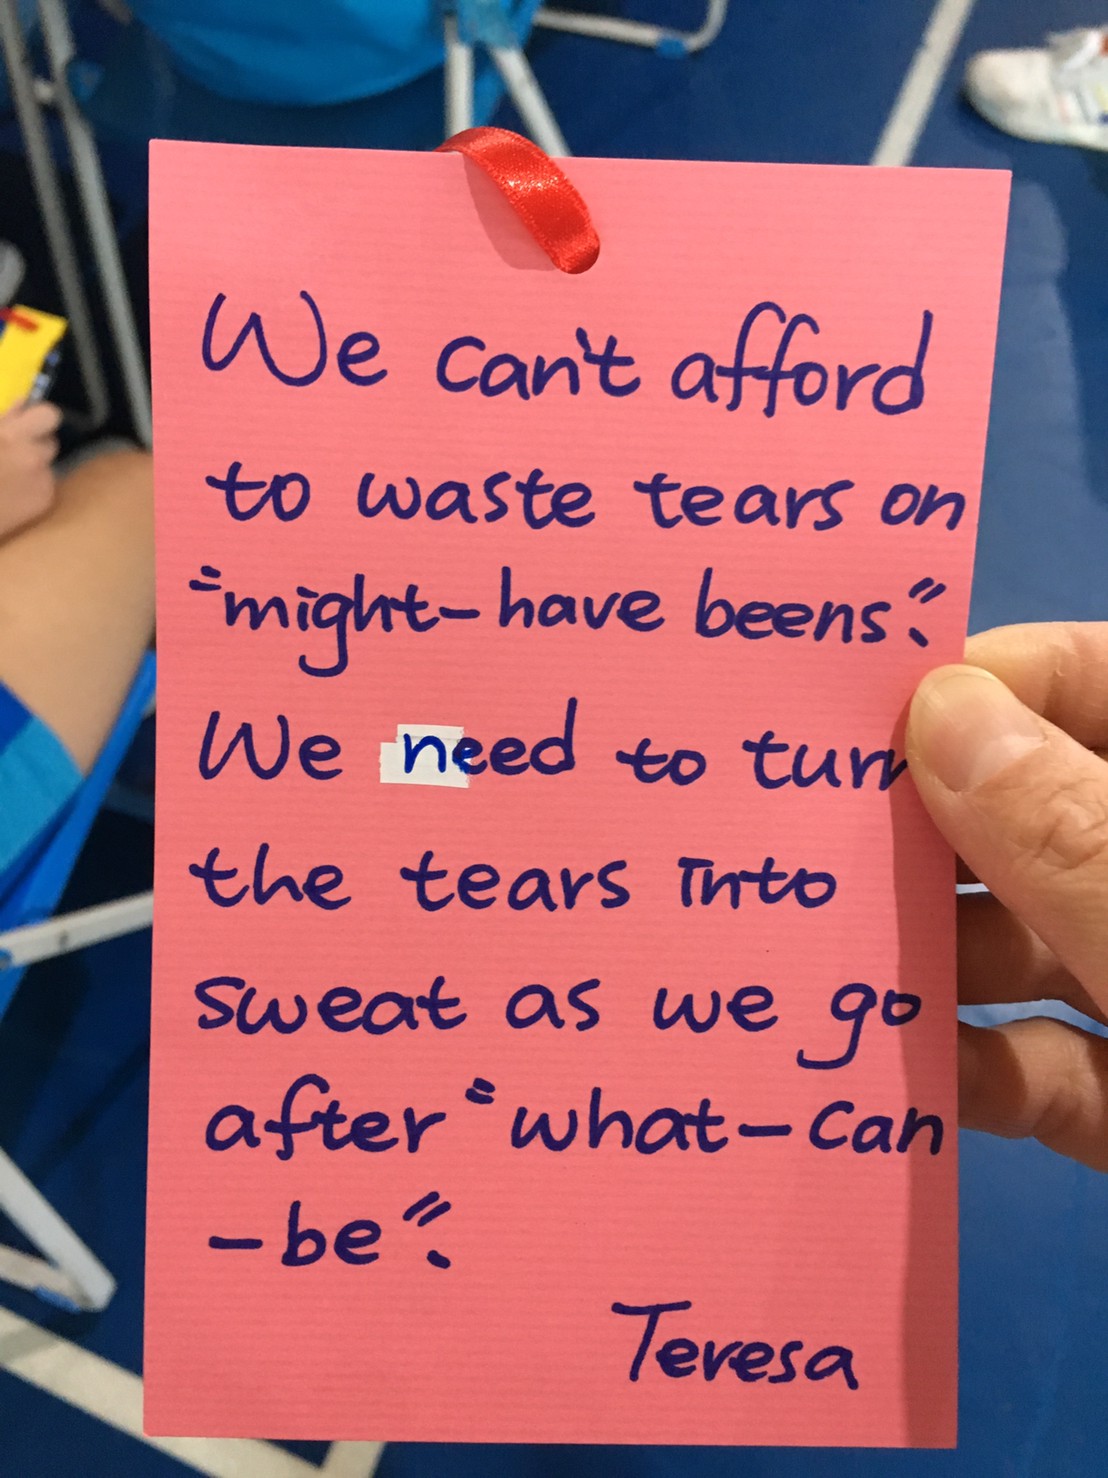 We can't afford
to waste tears on
"might-have beens".
We need to turn
the tears into
sweat as we go
after "what-can
-be".
Teresa